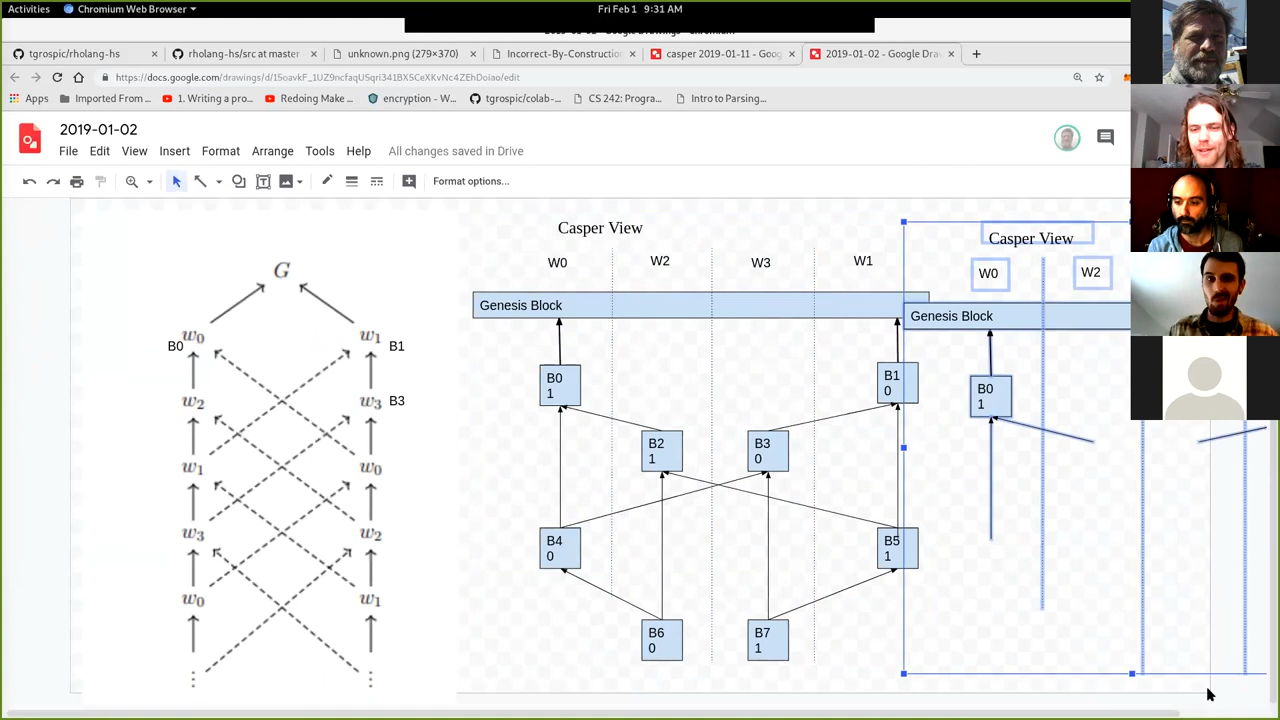 Activities Chromium Web Browser Fri Feb 1 9:31 AM
tgrospic/rholang-hs rholang-hs/src at master unknown.png (279×370) Incorrect-By-Constructio casper 2019-01-11 - Goog 2019-01-02 - Google Dra
https://docs.google.com/drawings/d/
Apps Imported From ... 1. Writing a pro... Redoing Make ... encryption - W... tgrospic/colab-... CS 242: Progra... Intro to Parsing...
2019-01-02
File Edit View Insert Format Arrange Tools Help All changes saved in Drive
Format options...
G
w0 w1
B0 B1
w2 w3 B3
w1 w0
w3 w2
w0 w1
⋮ ⋮
Casper View
W0 W2 W3 W1
Genesis Block
B0
1
B1
0
B2
1
B3
0
B4
0
B5
1
B6
0
B7
1
Casper View
W0 W2
Genesis Block
B0
1